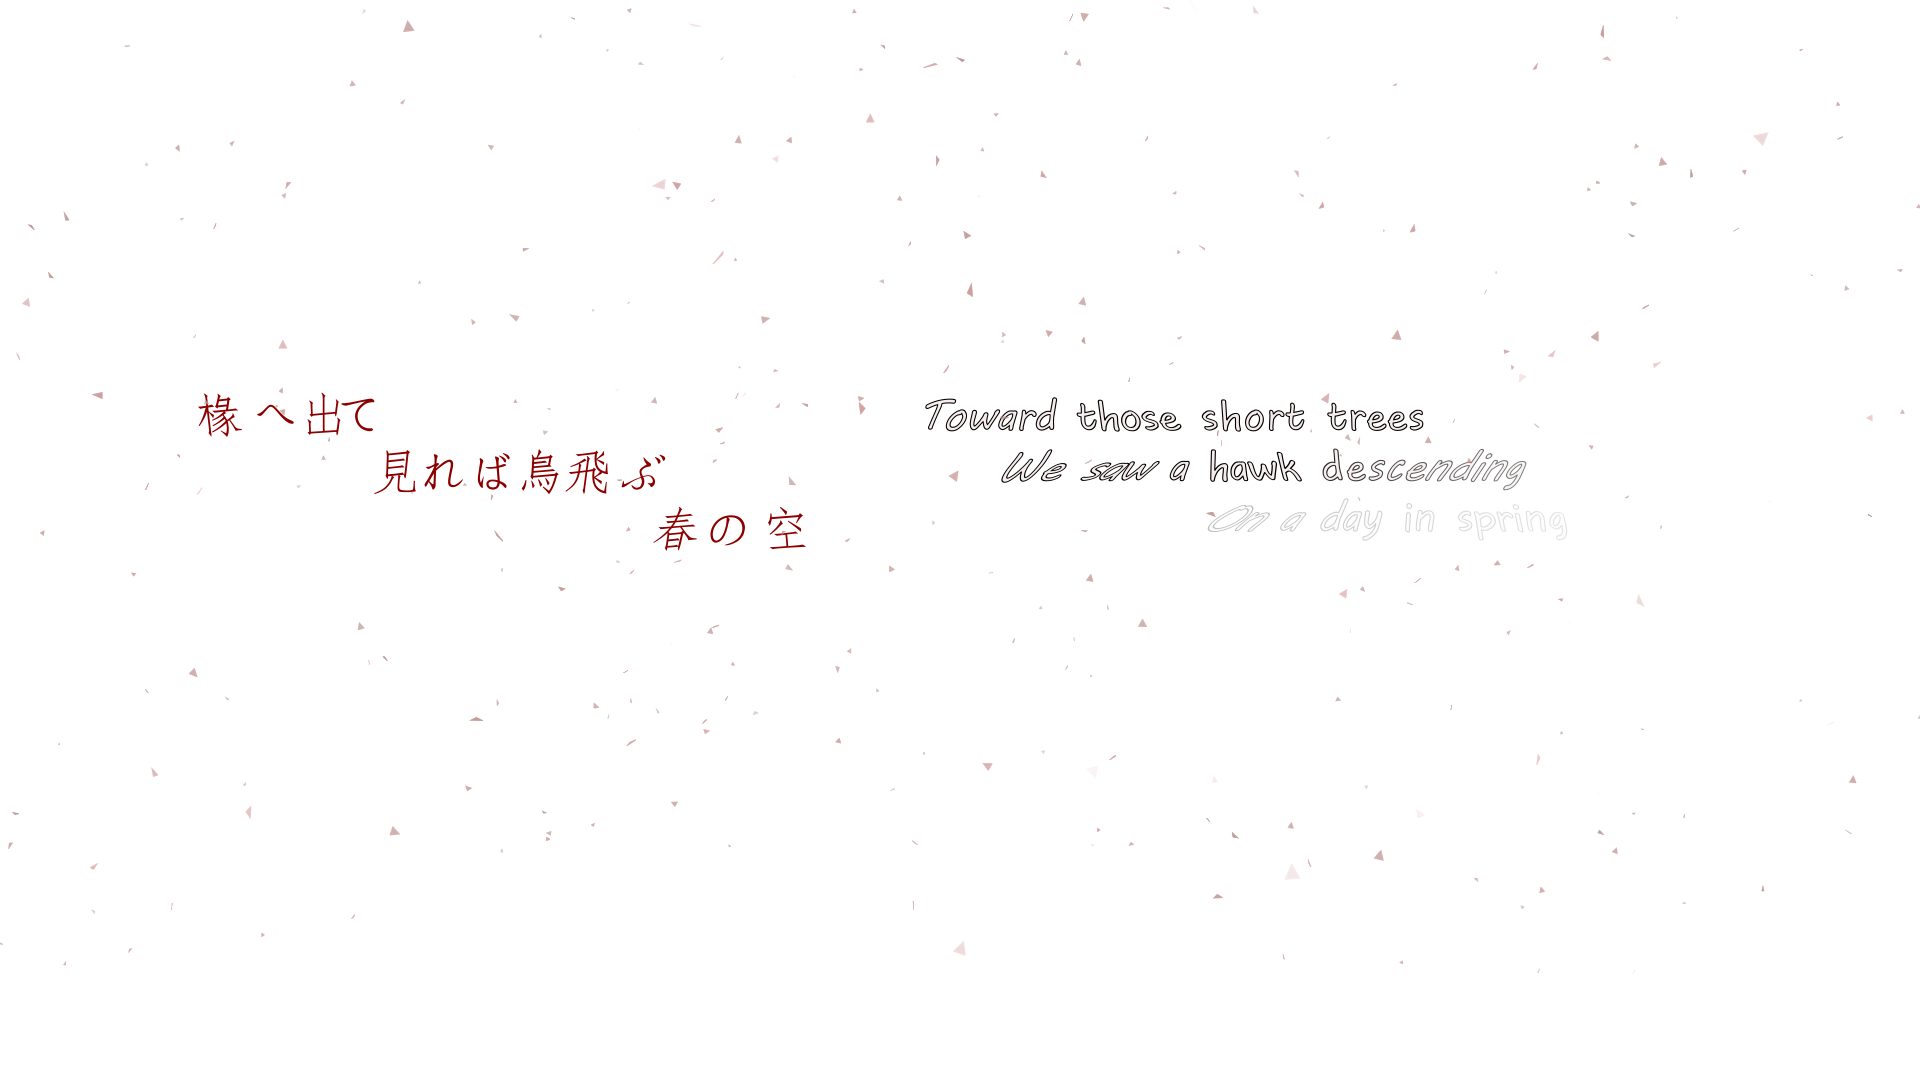 椽へ出て
見れば鳥飛ぶ
春の空
Toward those short trees
We saw a hawk descending
On a day in spring